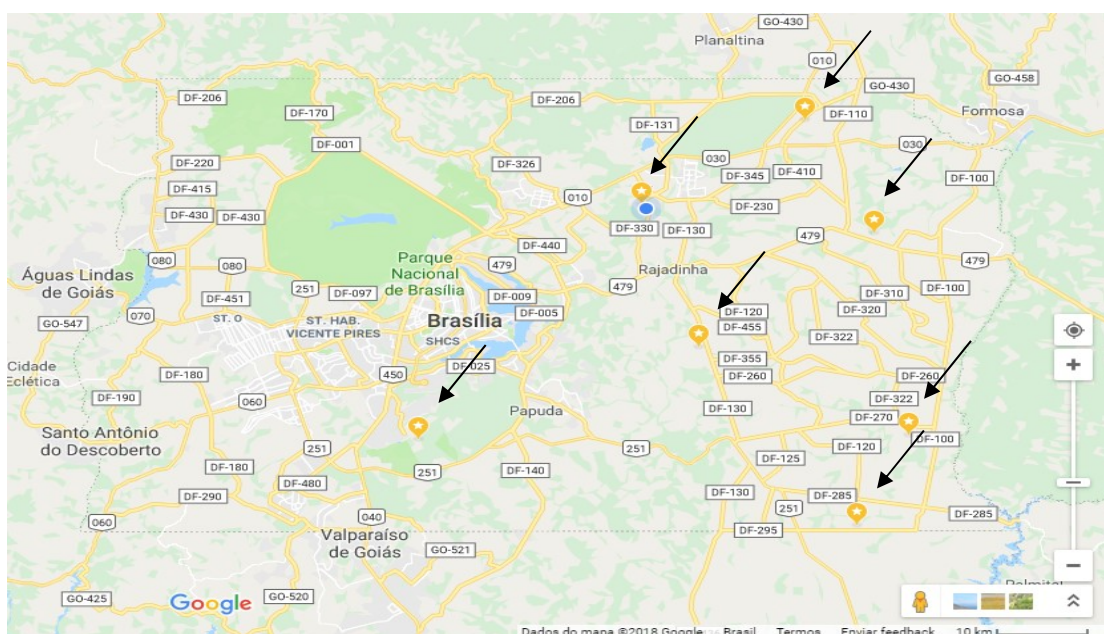 GO-430
Planaltina
010
DF-206
DF-206
GO-430
GO-458
DF-170
DF-131
DF-110
Formosa
DF-001
030
030
DF-220
DF-326
DF-345
DF-410
DF-100
DF-415
010
DF-230
DF-430
DF-430
DF-330
DF-130
DF-440
479
Parque
Nacional
de Brasília
080
080
479
479
479
Águas Lindas
de Goiás
251
DF-097
DF-009
Rajadinha
DF-310
DF-100
DF-451
DF-005
DF-120
DF-320
070
ST. O
ST. HAB.
VICENTE PIRES
Brasília
DF-455
GO-547
SHCS
DF-322
Cidade
Eclética
DF-180
450
DF-025
DF-355
DF-260
DF-260
DF-190
060
DF-322
Papuda
DF-130
DF-270
Santo Antônio
do Descoberto
DF-100
251
251
DF-120
DF-180
251
DF-140
DF-125
DF-480
DF-290
DF-130
DF-285
060
040
251
DF-285
Valparaíso
de Goiás
DF-295
GO-521
GO-425
Google
GO-520
Dados do mapa ©2018 Google Brasil Termos Enviar feedback 10 km